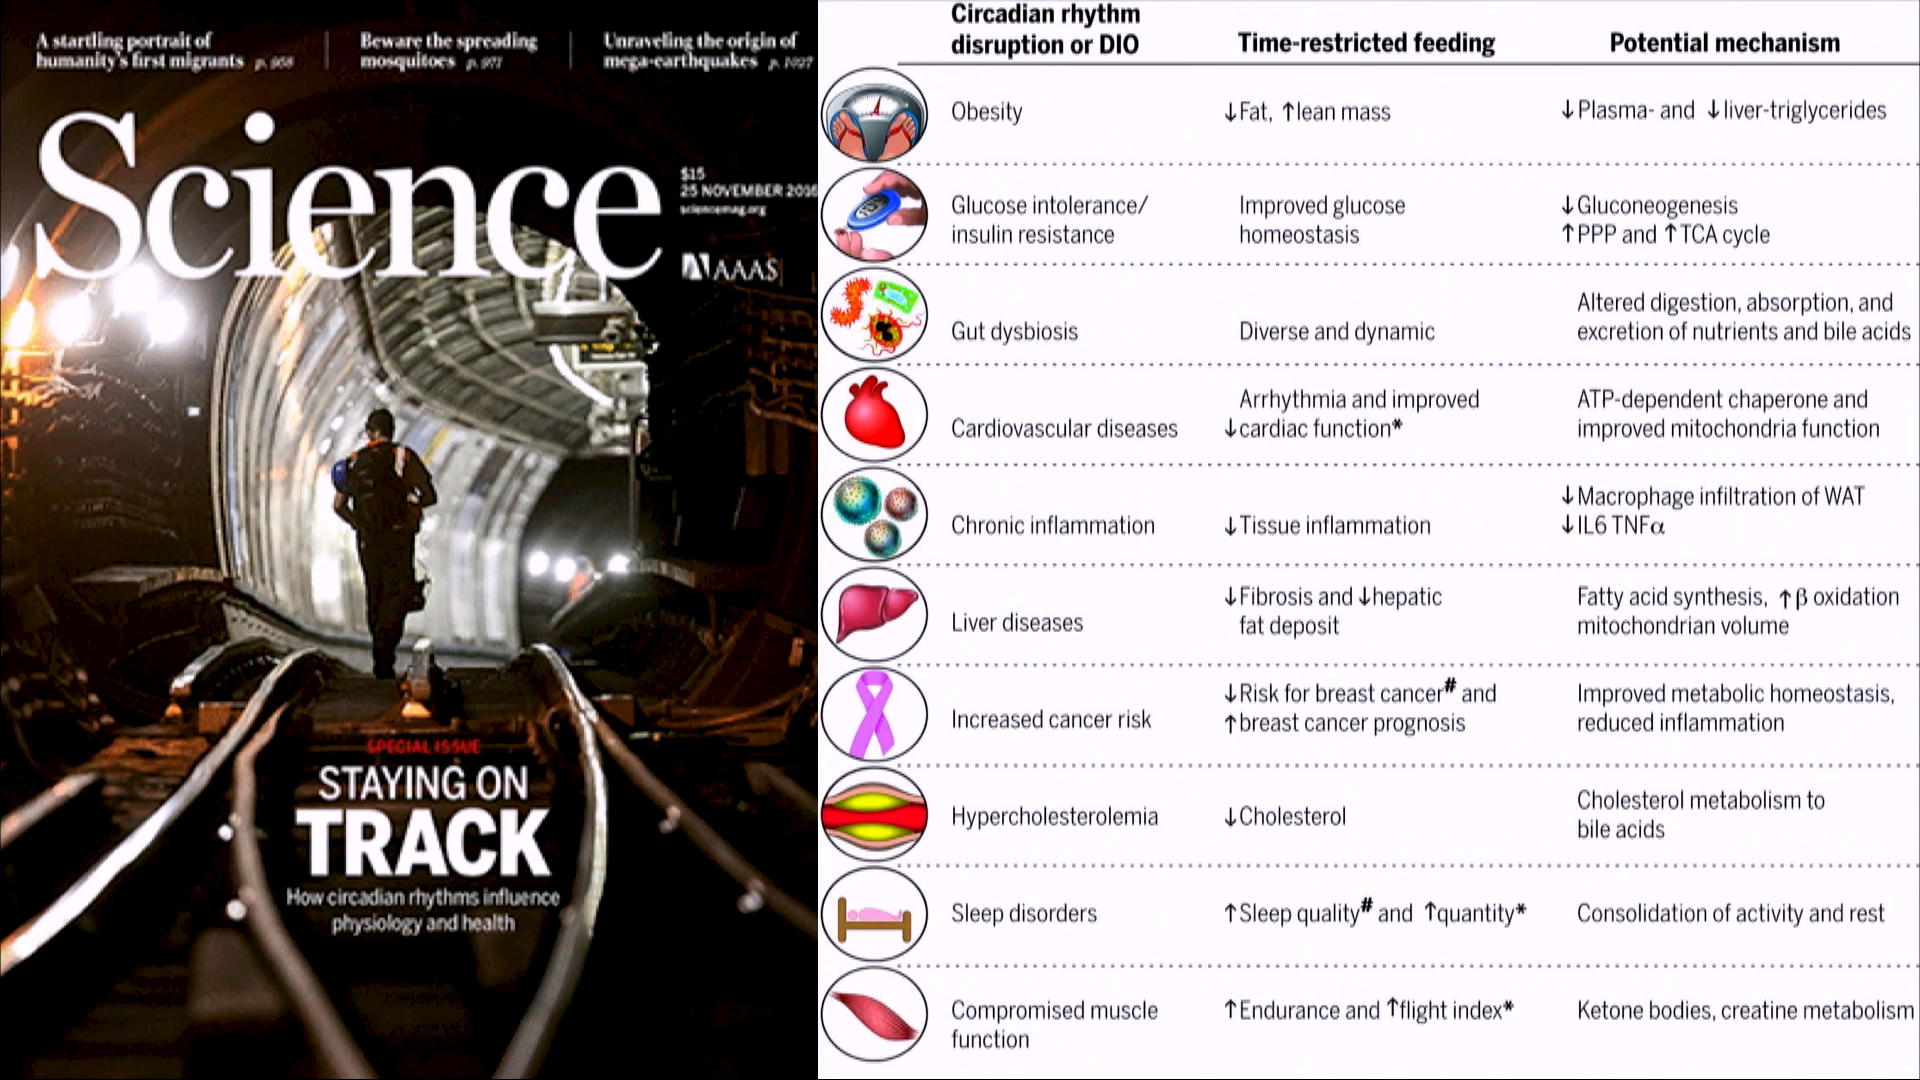 A startling portrait of
humanity's first migrants p. 958
Beware the spreading
mosquitoes p. 977
Unraveling the origin of
mega-earthquakes p. 1027
Science
$15
25 NOVEMBER 2016
sciencemag.org
AAAS
SPECIAL ISSUE
STAYING ON
TRACK
How circadian rhythms influence
physiology and health
Circadian rhythm
disruption or DIO
Time-restricted feeding
Potential mechanism
Obesity
↓Fat, ↑lean mass
↓Plasma- and ↓liver-triglycerides
Glucose intolerance/
insulin resistance
Improved glucose
homeostasis
↓Gluconeogenesis
↑PPP and ↑TCA cycle
Gut dysbiosis
Diverse and dynamic
Altered digestion, absorption, and
excretion of nutrients and bile acids
Cardiovascular diseases
Arrhythmia and improved
↓cardiac function*
ATP-dependent chaperone and
improved mitochondria function
Chronic inflammation
↓Tissue inflammation
↓Macrophage infiltration of WAT
↓IL6 TNFα
Liver diseases
↓Fibrosis and ↓hepatic
fat deposit
Fatty acid synthesis, ↑β oxidation
mitochondrian volume
Increased cancer risk
↓Risk for breast cancer# and
↑breast cancer prognosis
Improved metabolic homeostasis,
reduced inflammation
Hypercholesterolemia
↓Cholesterol
Cholesterol metabolism to
bile acids
Sleep disorders
↑Sleep quality# and ↑quantity*
Consolidation of activity and rest
Compromised muscle
function
↑Endurance and ↑flight index*
Ketone bodies, creatine metabolism